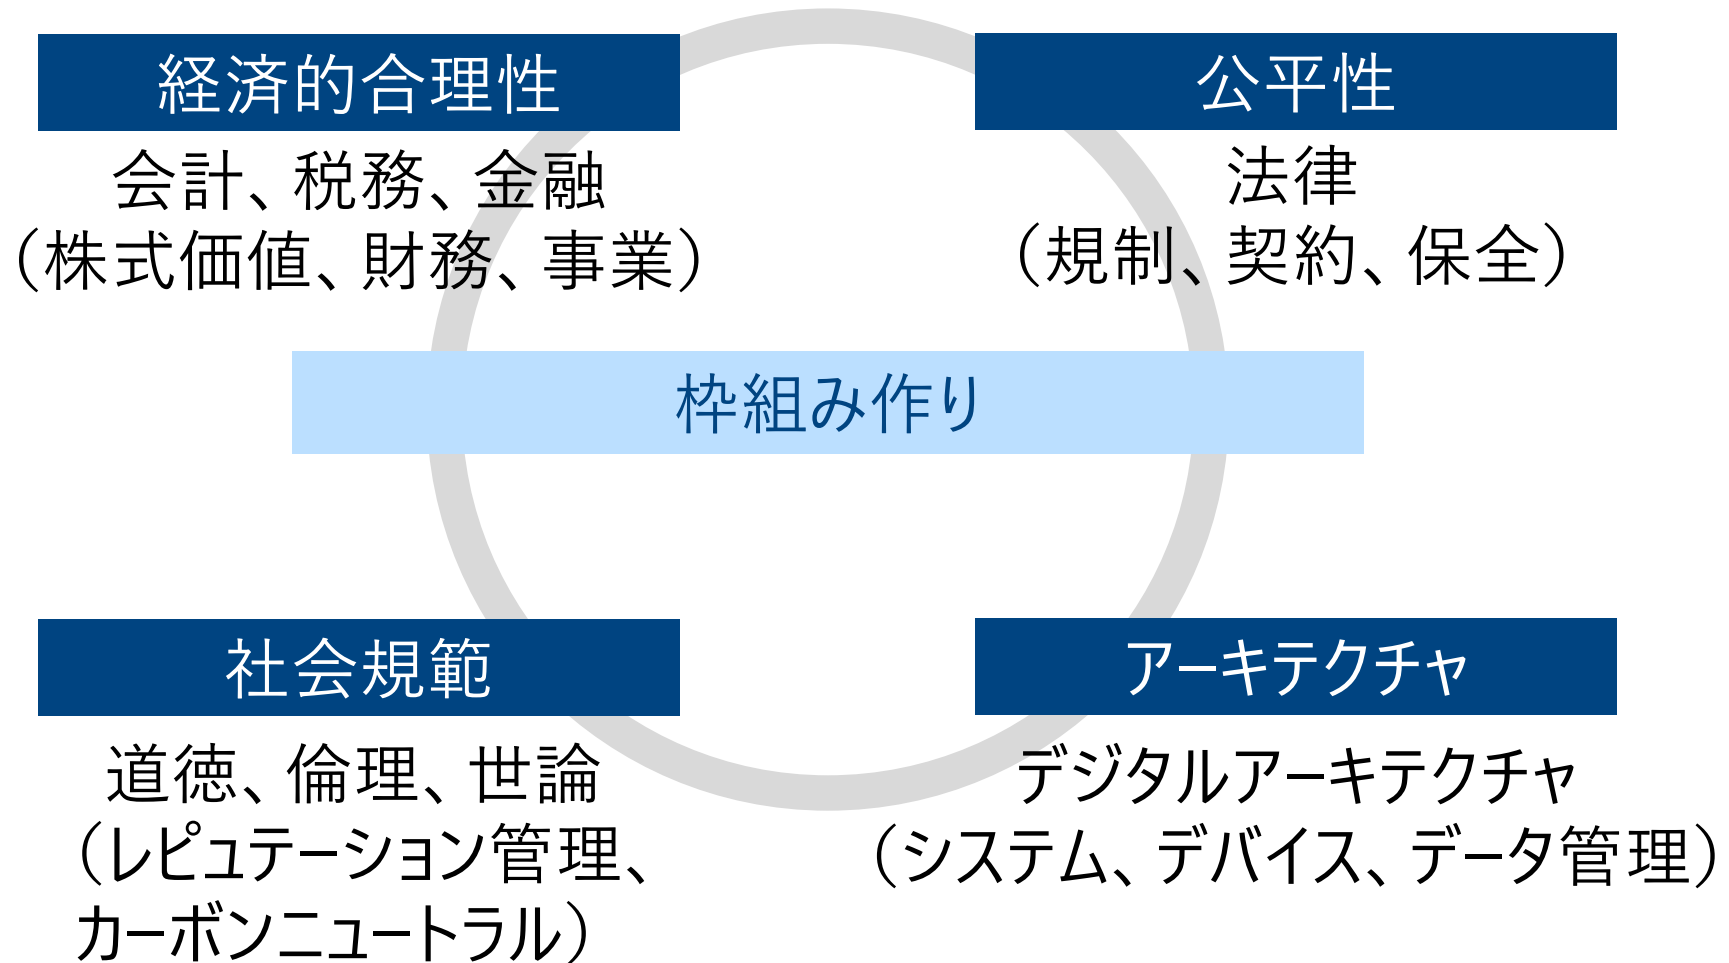 経済的合理性
会計、税務、金融
（株式価値、財務、事業）
公平性
法律
（規制、契約、保全）
枠組み作り
社会規範
道徳、倫理、世論
（レピュテーション管理、
カーボンニュートラル）
アーキテクチャ
デジタルアーキテクチャ
（システム、デバイス、データ管理）